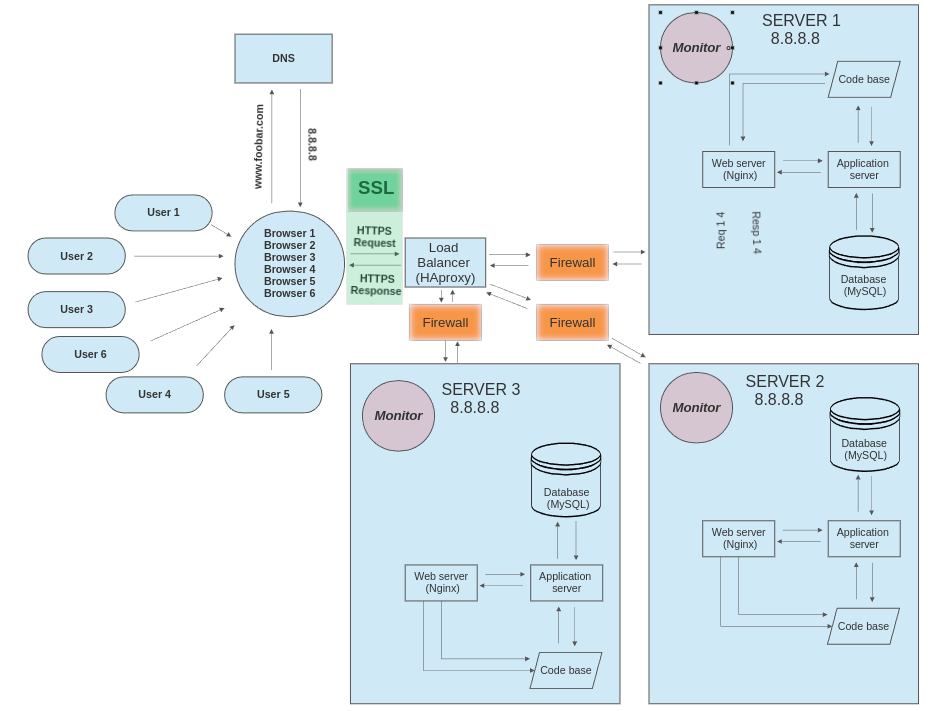 DNS
www.foobar.com
8.8.8.8
User 1
User 2
User 3
User 6
User 4
User 5
Browser 1
Browser 2
Browser 3
Browser 4
Browser 5
Browser 6
SSL
HTTPS
Request
HTTPS
Response
Load
Balancer
(HAproxy)
Firewall
Firewall
Firewall
Monitor
SERVER 1
8.8.8.8
Code base
Web server
(Nginx)
Application
server
Req 1 4
Resp 1 4
Database
(MySQL)
Monitor
SERVER 3
8.8.8.8
Database
(MySQL)
Web server
(Nginx)
Application
server
Code base
Monitor
SERVER 2
8.8.8.8
Database
(MySQL)
Web server
(Nginx)
Application
server
Code base